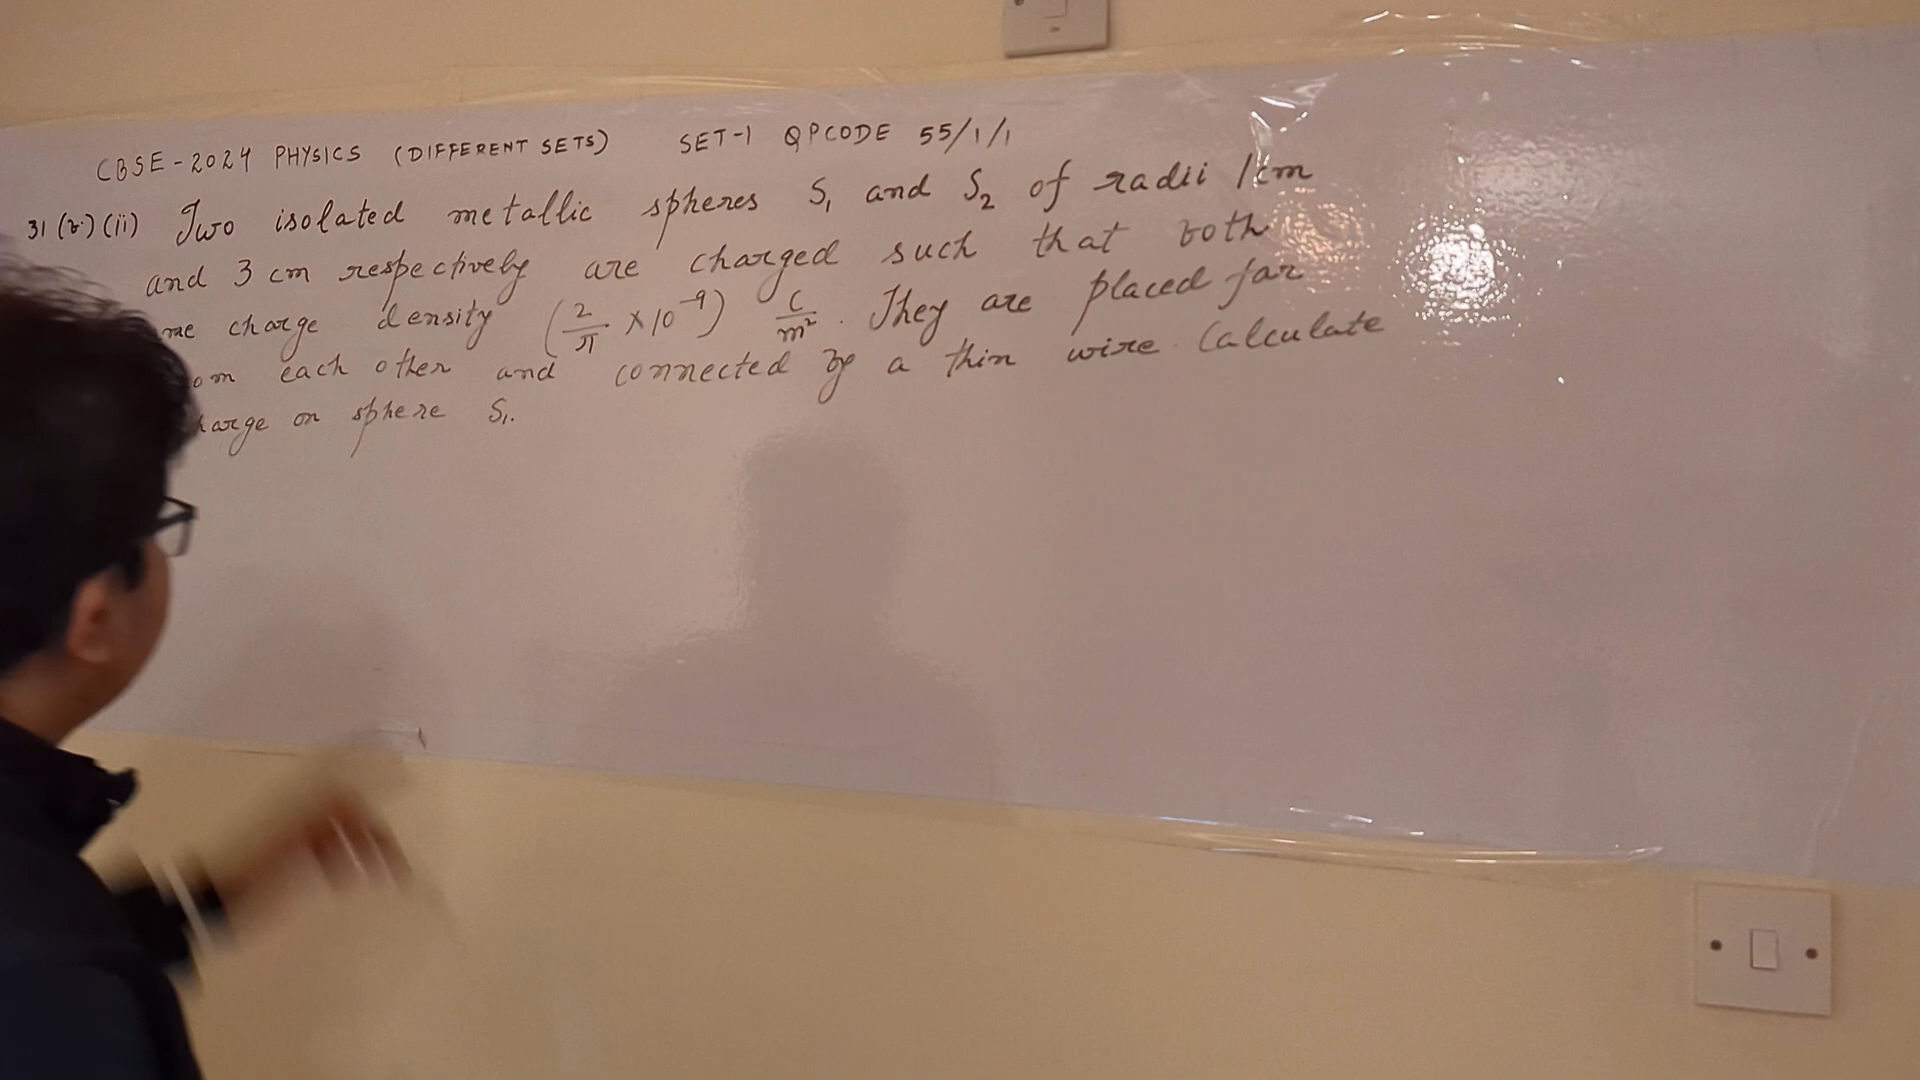 CBSE-2024 PHYSICS (DIFFERENT SETS) SET-1 QPCODE 55/1/1
31 (ii) Two isolated metallic spheres S₁ and S₂ of radii 1cm
and 3 cm respectively are charged such that both
me charge density (2/π × 10⁻⁹) C/m². They are placed far
om each other and connected by a thin wire. Calculate
harge on sphere S₁.